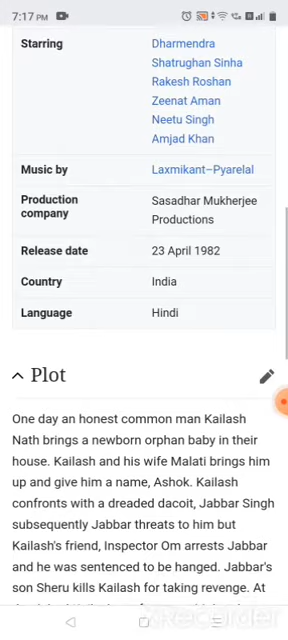 7:17 PM
Starring
Dharmendra
Shatrughan Sinha
Rakesh Roshan
Zeenat Aman
Neetu Singh
Amjad Khan
Music by
Laxmikant–Pyarelal
Production company
Sasadhar Mukherjee
Productions
Release date
23 April 1982
Country
India
Language
Hindi
Plot
One day an honest common man Kailash
Nath brings a newborn orphan baby in their
house. Kailash and his wife Malati brings him
up and give him a name, Ashok. Kailash
confronts with a dreaded dacoit, Jabbar Singh
subsequently Jabbar threats to him but
Kailash's friend, Inspector Om arrests Jabbar
and he was sentenced to be hanged. Jabbar's
son Sheru kills Kailash for taking revenge. At
XRecorder